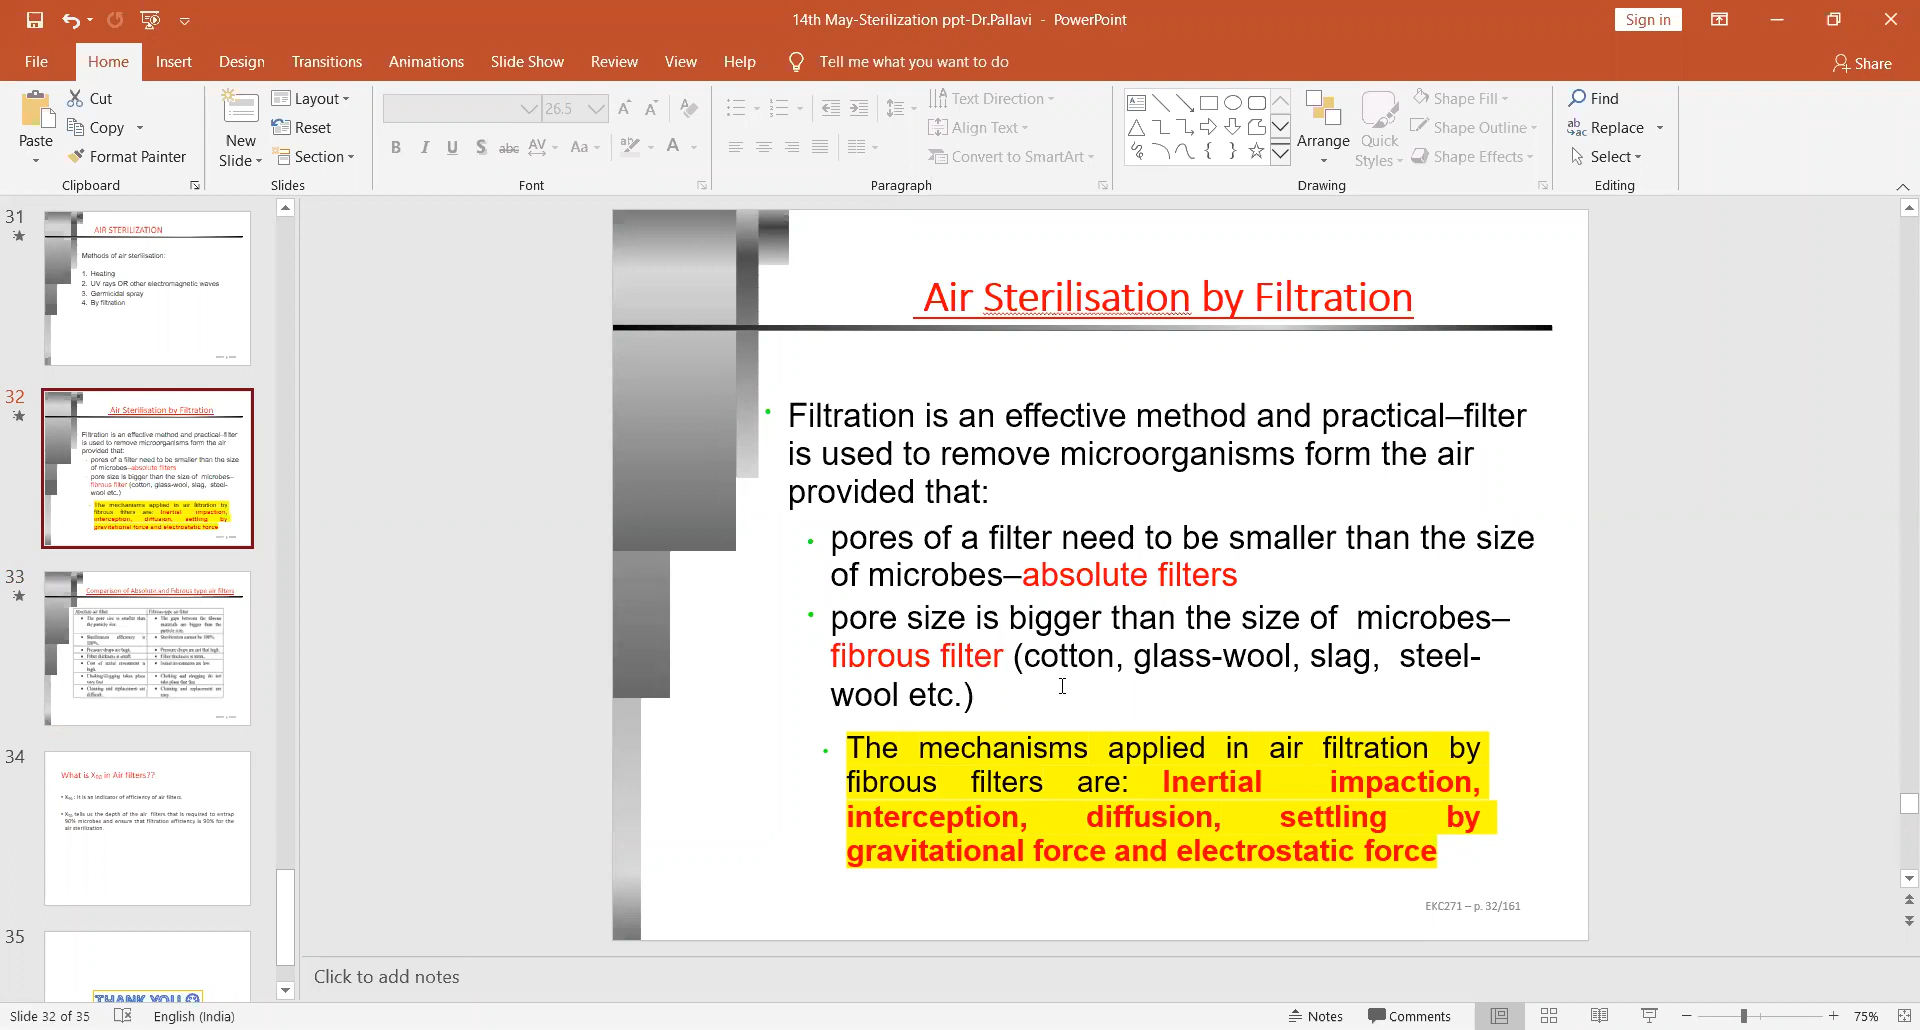 14th May-Sterilization ppt-Dr.Pallavi - PowerPoint
Sign in
File Home Insert Design Transitions Animations Slide Show Review View Help Tell me what you want to do
Share
Paste
Cut
Copy
Format Painter
Clipboard
New Slide
Layout
Reset
Section
Slides
26.5
B I U S abc AV Aa A
Font
Text Direction
Align Text
Convert to SmartArt
Paragraph
Arrange
Quick Styles
Shape Fill
Shape Outline
Shape Effects
Drawing
Find
Replace
Select
Editing
31
AIR STERILIZATION
Methods of air sterilisation:
1. Heating
2. UV rays OR other electromagnetic waves
3. Germicidal spray
4. By filtration
32
Air Sterilisation by Filtration
Filtration is an effective method and practical–filter
is used to remove microorganisms form the air
provided that:
pores of a filter need to be smaller than the size
of microbes–absolute filters
pore size is bigger than the size of microbes–
fibrous filter (cotton, glass-wool, slag, steel-
wool etc.)
The mechanisms applied in air filtration by
fibrous filters are: Inertial impaction,
interception, diffusion, settling by
gravitational force and electrostatic force
33
Comparison of Absolute and Fibrous type air filters
34
What is X90 in Air filters??
• X90: It is an indicator of efficiency of air filters.
• X90 tells us the depth of the air filters that is required to entrap
90% microbes and ensure that filtration efficiency is 90% for the
air sterilization.
35
THANK YOU
Air Sterilisation by Filtration
• Filtration is an effective method and practical–filter
is used to remove microorganisms form the air
provided that:
• pores of a filter need to be smaller than the size
of microbes–absolute filters
• pore size is bigger than the size of microbes–
fibrous filter (cotton, glass-wool, slag, steel-
wool etc.)
• The mechanisms applied in air filtration by
fibrous filters are: Inertial impaction,
interception, diffusion, settling by
gravitational force and electrostatic force
EKC271 – p. 32/161
Click to add notes
Slide 32 of 35 English (India) Notes Comments 75%